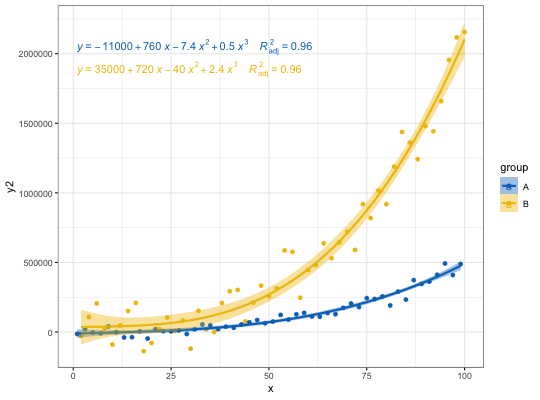 y = − 11000 + 760 x − 7.4 x² + 0.5 x³ R²adj = 0.96
y = 35000 + 720 x − 40 x² + 2.4 x³ R²adj = 0.96
2000000
1500000
1000000
500000
0
y2
0 25 50 75 100
x
group
A
B